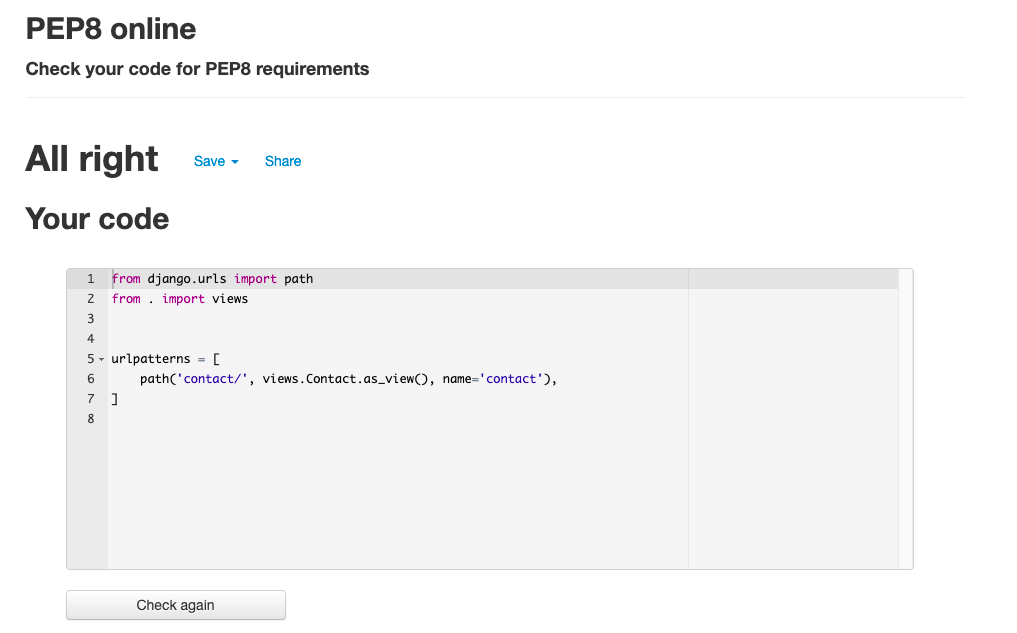 PEP8 online
Check your code for PEP8 requirements
All right Save Share
Your code
1 from django.urls import path
2 from . import views
3
4
5 urlpatterns = [
6     path('contact/', views.Contact.as_view(), name='contact'),
7 ]
8
Check again